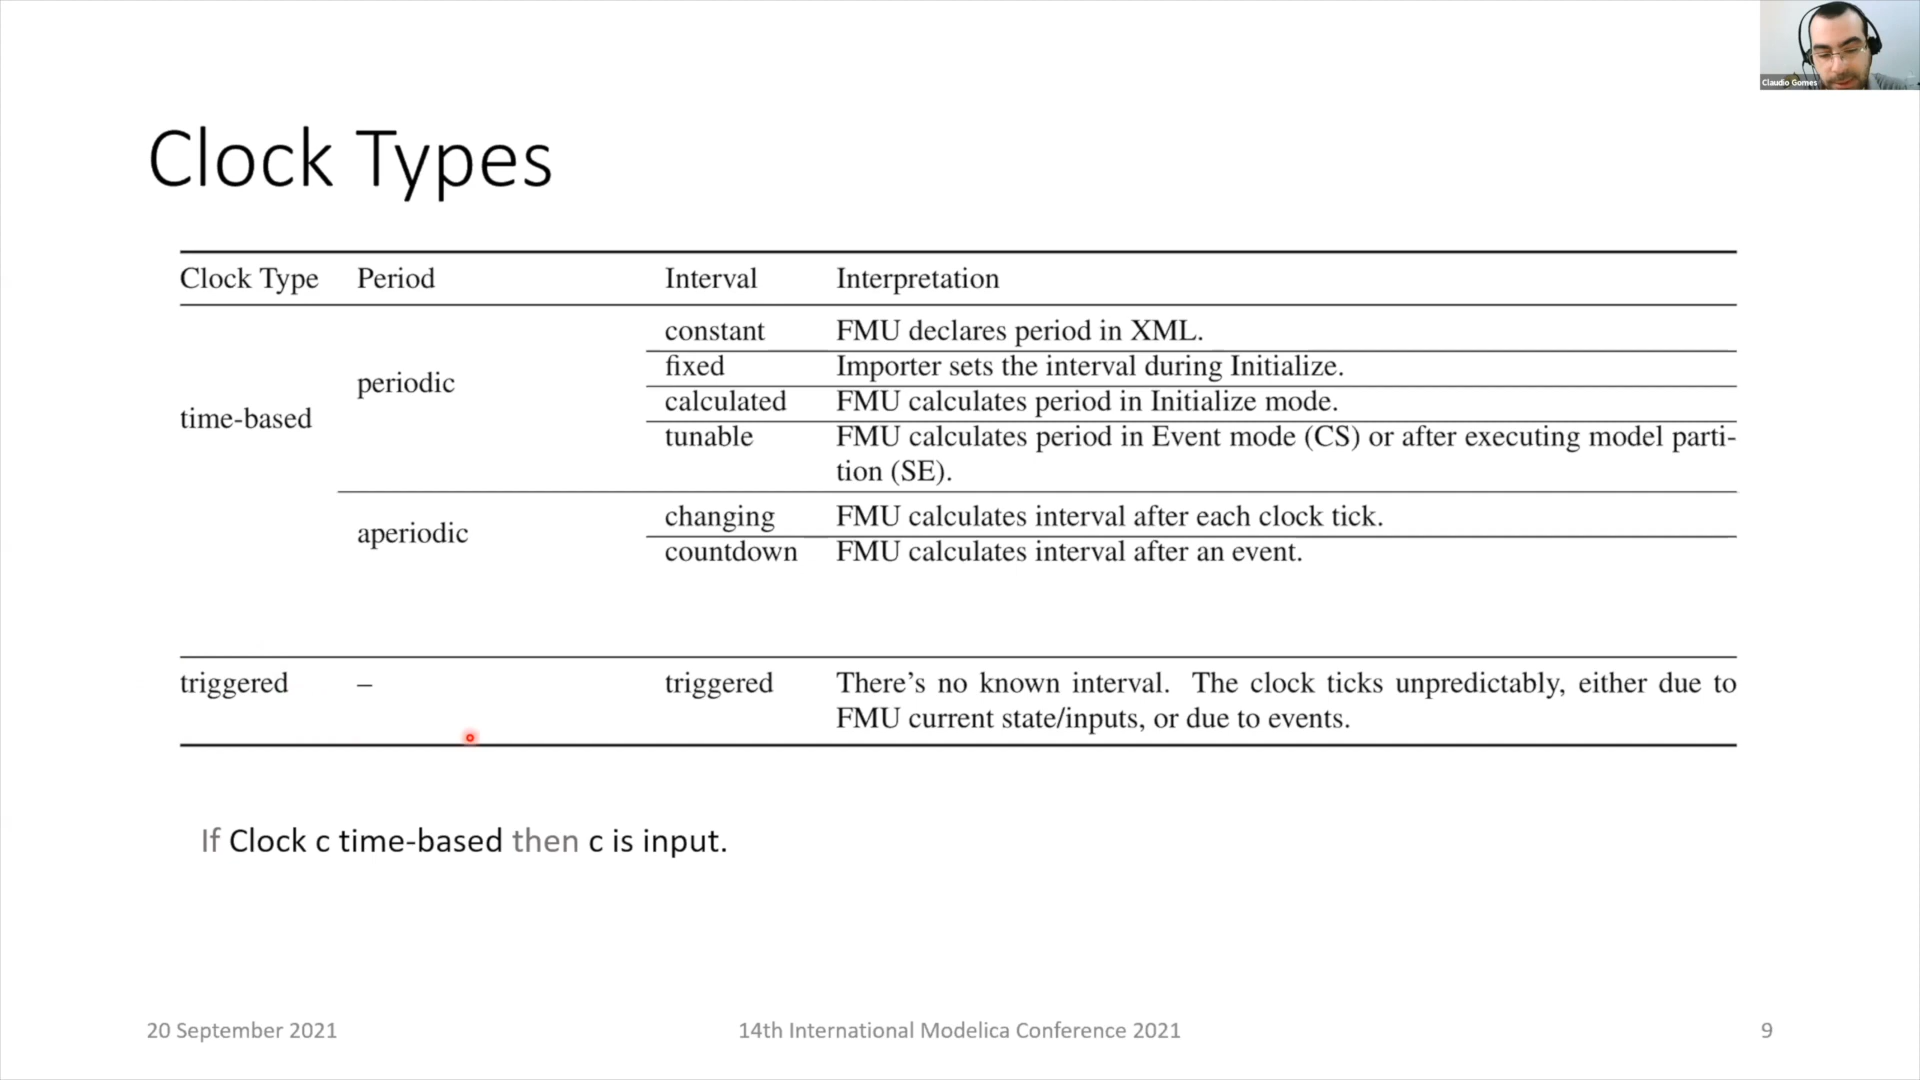 Claudio Gomes
Clock Types
Clock Type Period Interval Interpretation
constant FMU declares period in XML.
fixed Importer sets the interval during Initialize.
periodic
calculated FMU calculates period in Initialize mode.
time-based
tunable FMU calculates period in Event mode (CS) or after executing model parti-
tion (SE).
changing FMU calculates interval after each clock tick.
aperiodic
countdown FMU calculates interval after an event.
triggered – triggered There's no known interval. The clock ticks unpredictably, either due to
FMU current state/inputs, or due to events.
If Clock c time-based then c is input.
20 September 2021 14th International Modelica Conference 2021 9